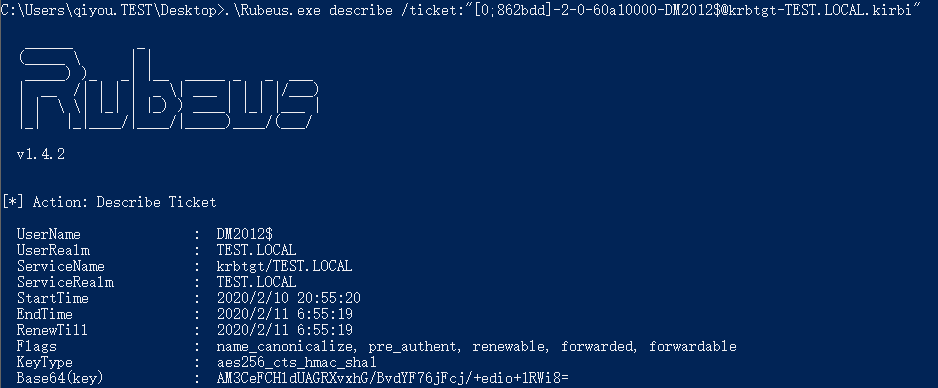 C:\Users\qiyou.TEST\Desktop>.\Rubeus.exe describe /ticket:"[0;862bdd]-2-0-60a10000-DM2012$@krbtgt-TEST.LOCAL.kirbi"
Rubeus
v1.4.2
[*] Action: Describe Ticket
UserName : DM2012$
UserRealm : TEST.LOCAL
ServiceName : krbtgt/TEST.LOCAL
ServiceRealm : TEST.LOCAL
StartTime : 2020/2/10 20:55:20
EndTime : 2020/2/11 6:55:19
RenewTill : 2020/2/11 6:55:19
Flags : name_canonicalize, pre_authent, renewable, forwarded, forwardable
KeyType : aes256_cts_hmac_sha1
Base64(key) : AM3CeFCH1dUAGRXvxhG/BvdYF76jFcj/+edio+1RWi8=